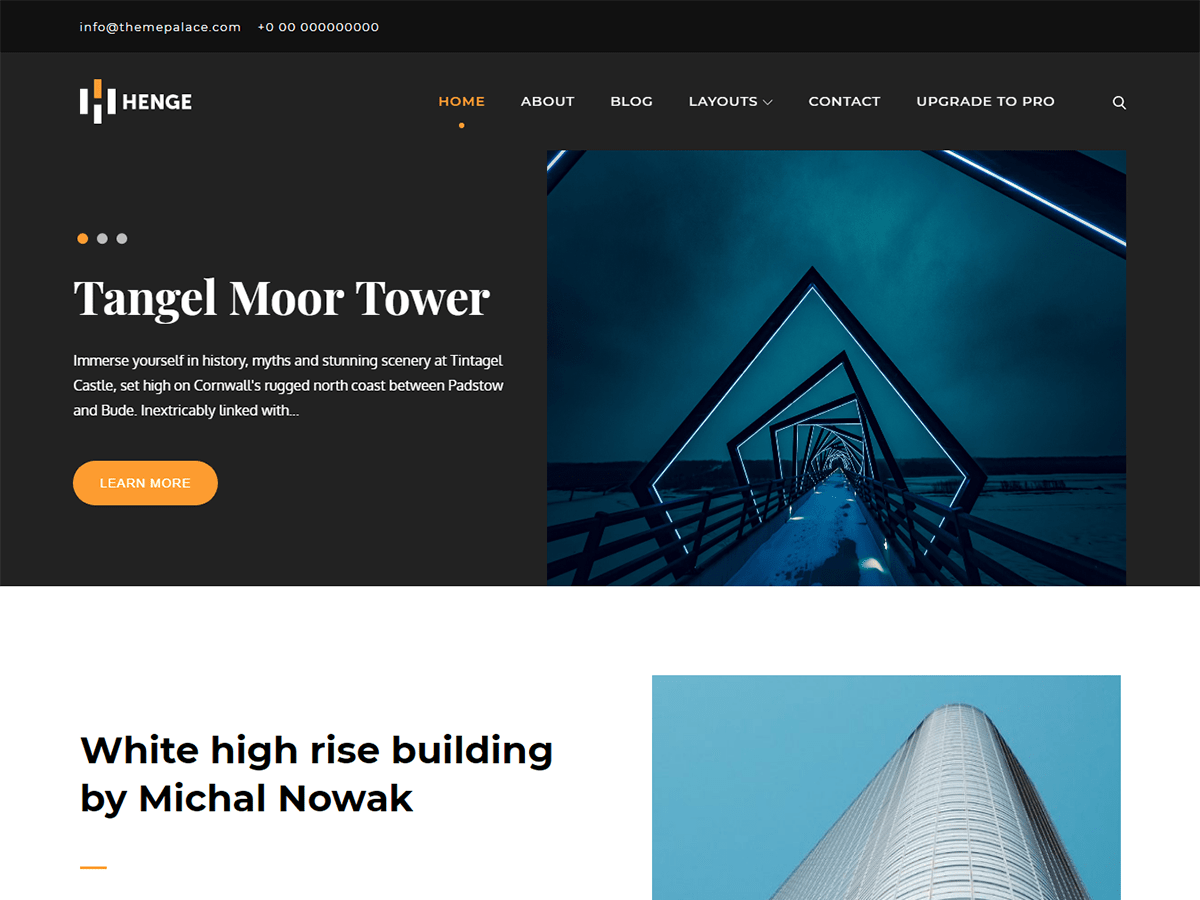 info@themepalace.com +0 00 000000000
HENGE
HOME ABOUT BLOG LAYOUTS CONTACT UPGRADE TO PRO
Tangel Moor Tower
Immerse yourself in history, myths and stunning scenery at Tintagel
Castle, set high on Cornwall's rugged north coast between Padstow
and Bude. Inextricably linked with...
LEARN MORE
White high rise building
by Michal Nowak